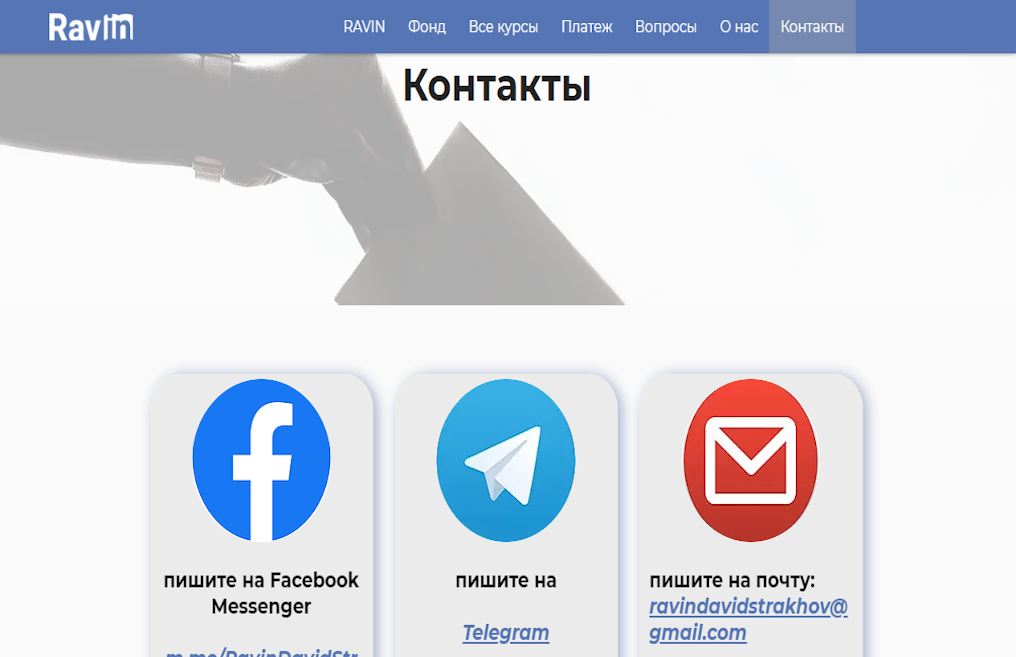 RavIn
RAVIN Фонд Все курсы Платеж Вопросы О нас Контакты
Контакты
пишите на Facebook
Messenger
m.me/RavinDavidStr
пишите на
Telegram
пишите на почту:
ravindavidstrakhov@
gmail.com